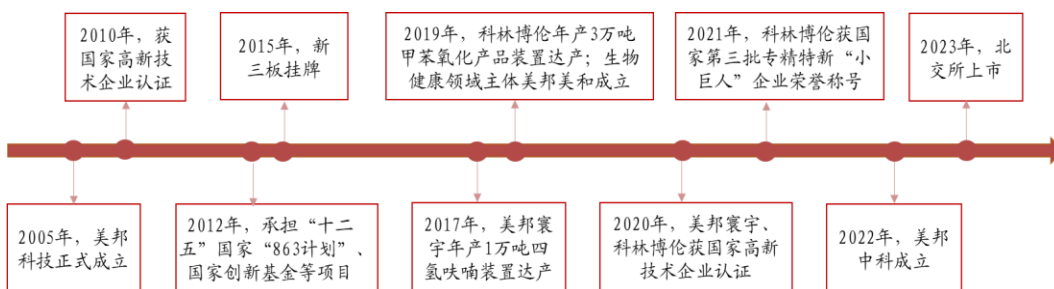 2010年，获
国家高新技
术企业认证
2015年，新
三板挂牌
2019年，科林博伦年产3万吨
甲苯氧化产品装置达产；生物
健康领域主体美邦美和成立
2021年，科林博伦获国
家第三批专精特新“小
巨人”企业荣誉称号
2023年，北
交所上市
2005年，美邦
科技正式成立
2012年，承担“十二
五”国家“863计划”、
国家创新基金等项目
2017年，美邦寰
宇年产1万吨四
氢呋喃装置达产
2020年，美邦寰宇、
科林博伦获国家高新
技术企业认证
2022年，美邦
中科成立